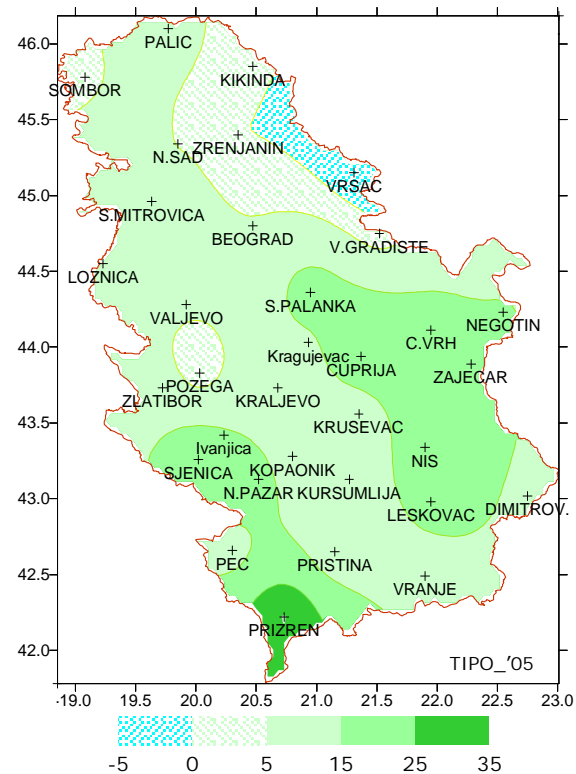 46.0
PALIC
KIKINDA
SOMBOR
45.5
ZRENJANIN
N.SAD
VRSAC
45.0
S.MITROVICA
BEOGRAD
V.GRADISTE
44.5
LOZNICA
S.PALANKA
VALJEVO
NEGOTIN
44.0
C.VRH
Kragujevac
CUPRIJA
ZAJECAR
POZEGA
ZLATIBOR
KRALJEVO
43.5
KRUSEVAC
Ivanjica
NIS
SJENICA
KOPAONIK
43.0
N.PAZAR
KURSUMLIJA
DIMITROV.
LESKOVAC
42.5
PEC
PRISTINA
VRANJE
42.0
PRIZREN
TIPO_'05
19.0 19.5 20.0 20.5 21.0 21.5 22.0 22.5 23.0
-5 0 5 15 25 35